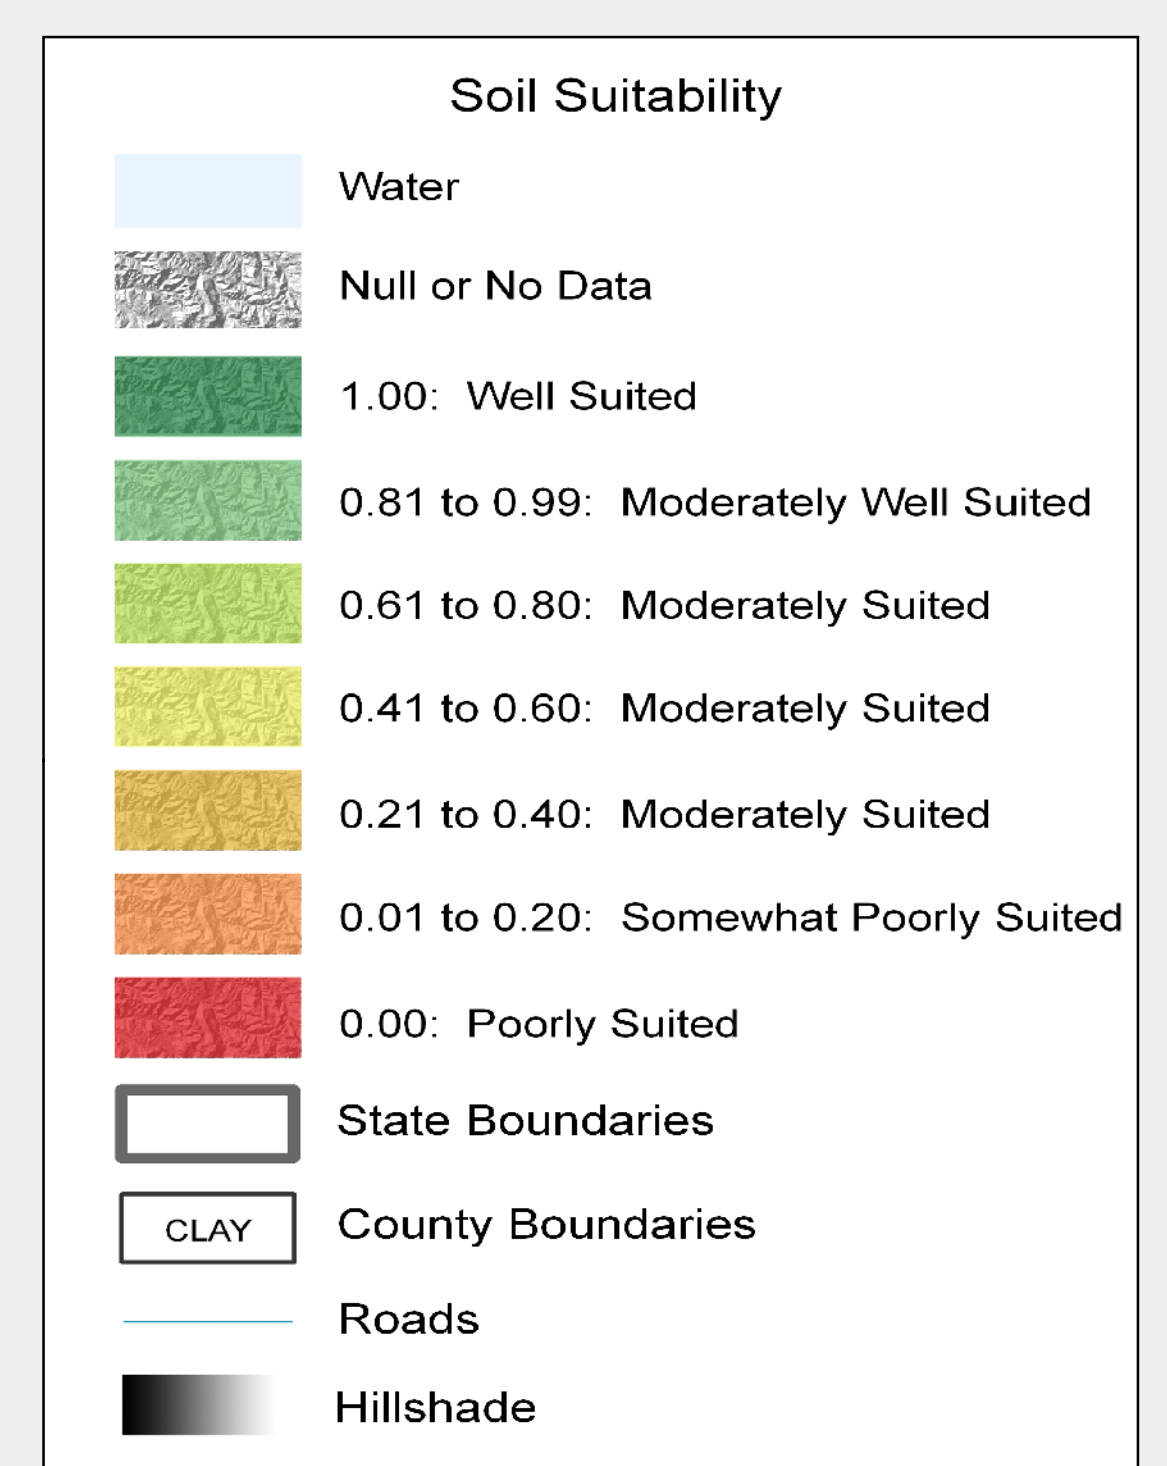 Soil Suitability
Water
Null or No Data
1.00: Well Suited
0.81 to 0.99: Moderately Well Suited
0.61 to 0.80: Moderately Suited
0.41 to 0.60: Moderately Suited
0.21 to 0.40: Moderately Suited
0.01 to 0.20: Somewhat Poorly Suited
0.00: Poorly Suited
State Boundaries
CLAY County Boundaries
Roads
Hillshade